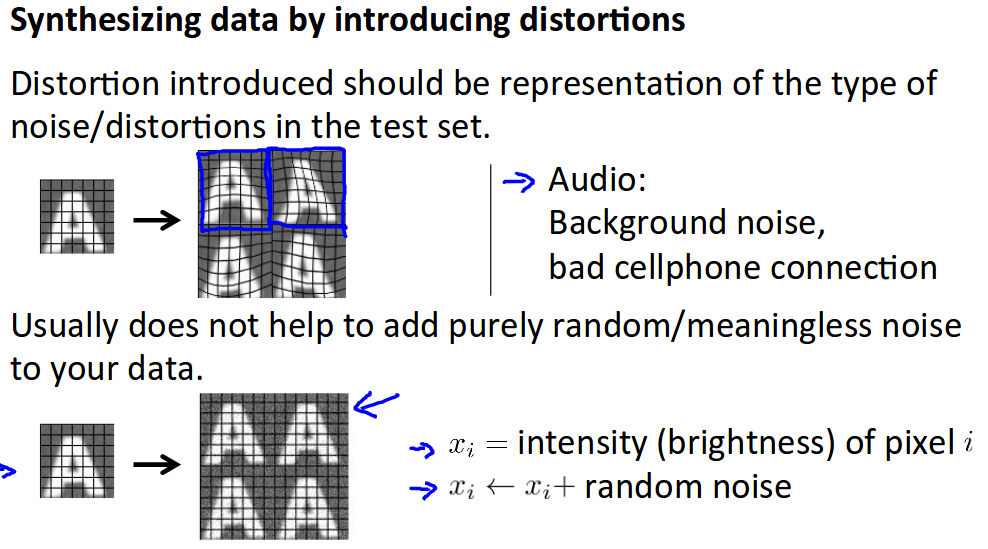 Synthesizing data by introducing distortions
Distortion introduced should be representation of the type of
noise/distortions in the test set.
A
A A
A A
Audio:
Background noise,
bad cellphone connection
Usually does not help to add purely random/meaningless noise
to your data.
A
A A
A A
x_i = intensity (brightness) of pixel i
x_i ← x_i + random noise